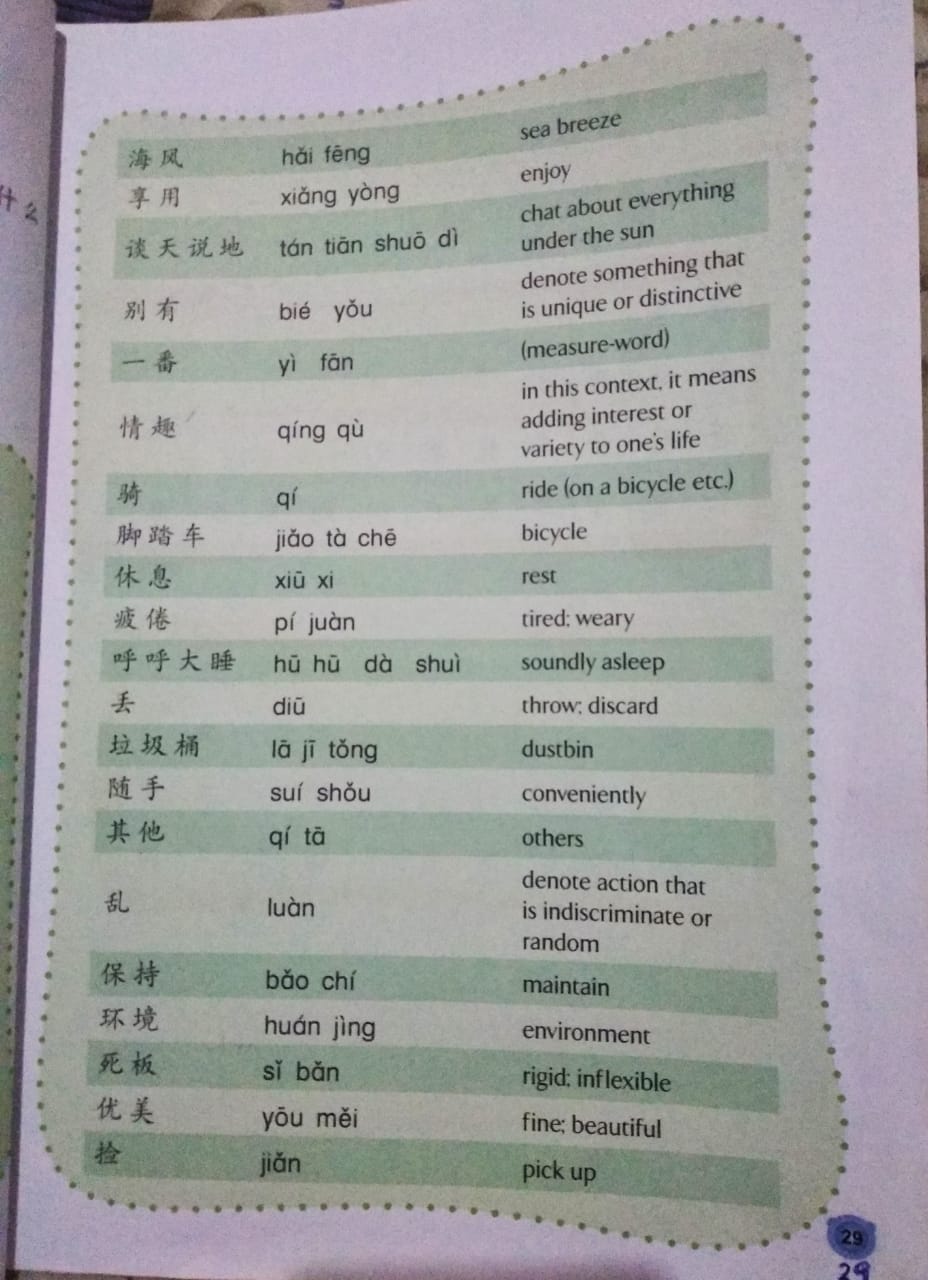 海风 hǎi fēng sea breeze
享用 xiǎng yòng enjoy
谈天说地 tán tiān shuō dì chat about everything
under the sun
别有 bié yǒu denote something that
is unique or distinctive
一番 yì fān (measure-word)
情趣 qíng qù in this context, it means
adding interest or
variety to one's life
骑 qí ride (on a bicycle etc.)
脚踏车 jiǎo tà chē bicycle
休息 xiū xi rest
疲倦 pí juàn tired; weary
呼呼大睡 hū hū dà shuì soundly asleep
丢 diū throw; discard
垃圾桶 lā jī tǒng dustbin
随手 suí shǒu conveniently
其他 qí tā others
乱 luàn denote action that
is indiscriminate or
random
保持 bǎo chí maintain
环境 huán jìng environment
死板 sǐ bǎn rigid; inflexible
优美 yōu měi fine; beautiful
捡 jiǎn pick up
29
29